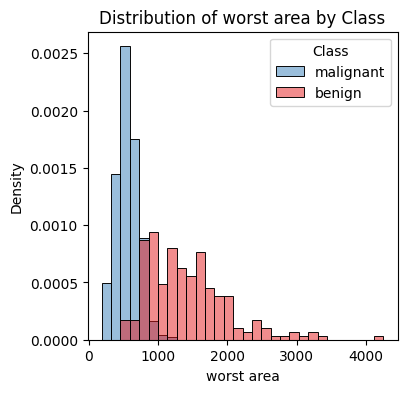 Distribution of worst area by Class
Class
malignant
benign
Density
0.0025
0.0020
0.0015
0.0010
0.0005
0.0000
0
1000
2000
3000
4000
worst area